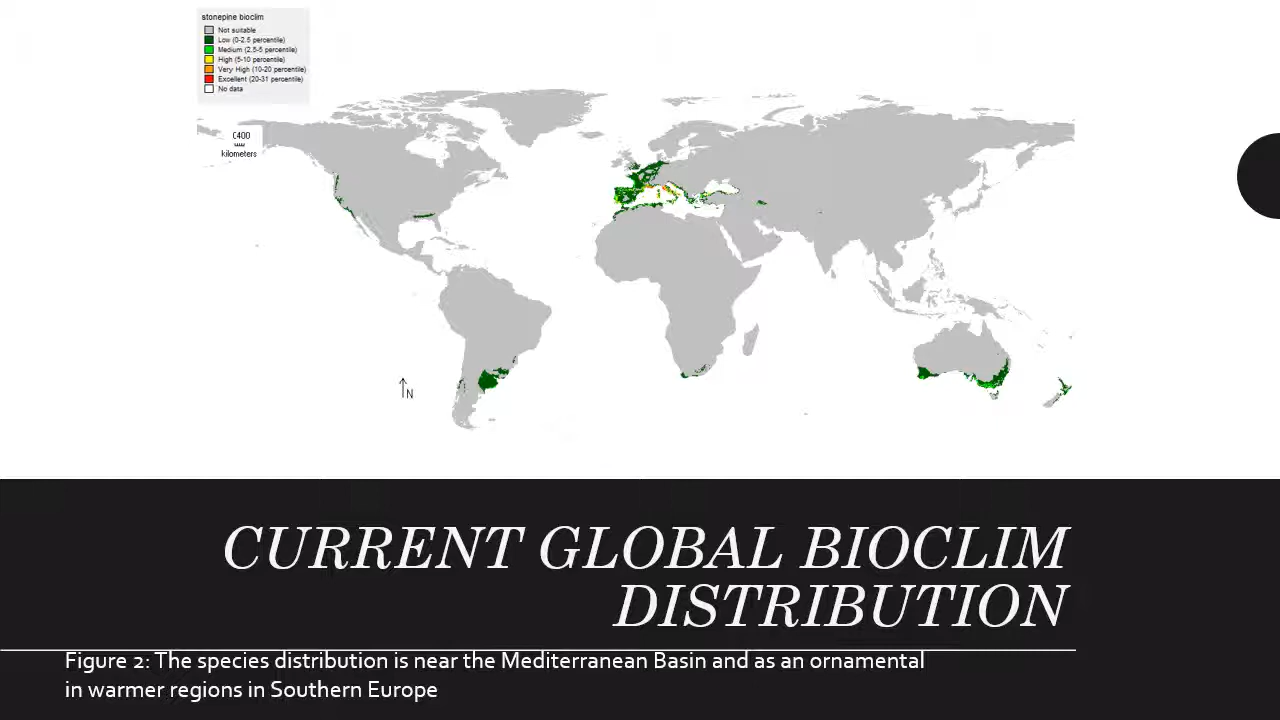 stonepine bioclim
Not suitable
Low (0-2.5 percentile)
Medium (2.5-5 percentile)
High (5-10 percentile)
Very High (10-20 percentile)
Excellent (20-31 percentile)
No data
kilometers
N
CURRENT GLOBAL BIOCLIM
DISTRIBUTION
Figure 2: The species distribution is near the Mediterranean Basin and as an ornamental
in warmer regions in Southern Europe